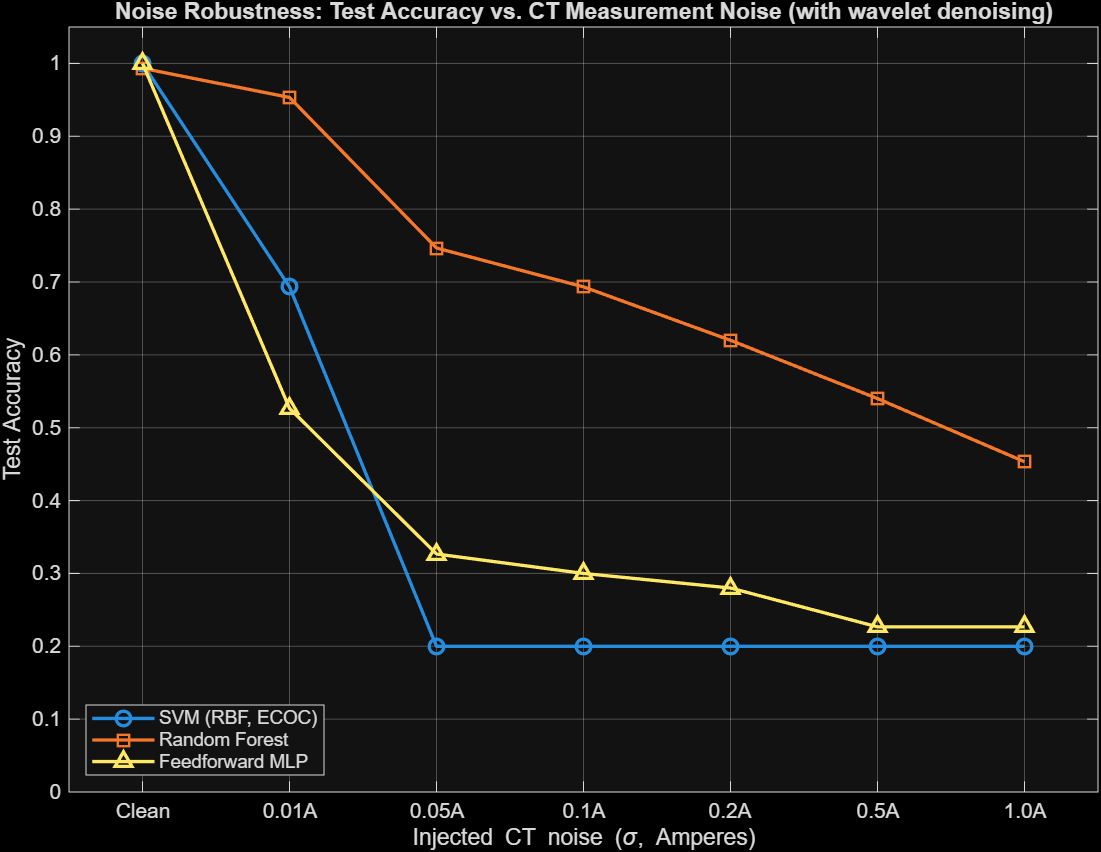 Noise Robustness: Test Accuracy vs. CT Measurement Noise (with wavelet denoising)
1
0.9
0.8
0.7
0.6
0.5
0.4
0.3
0.2
0.1
0
Test Accuracy
SVM (RBF, ECOC)
Random Forest
Feedforward MLP
Clean 0.01A 0.05A 0.1A 0.2A 0.5A 1.0A
Injected CT noise (σ, Amperes)